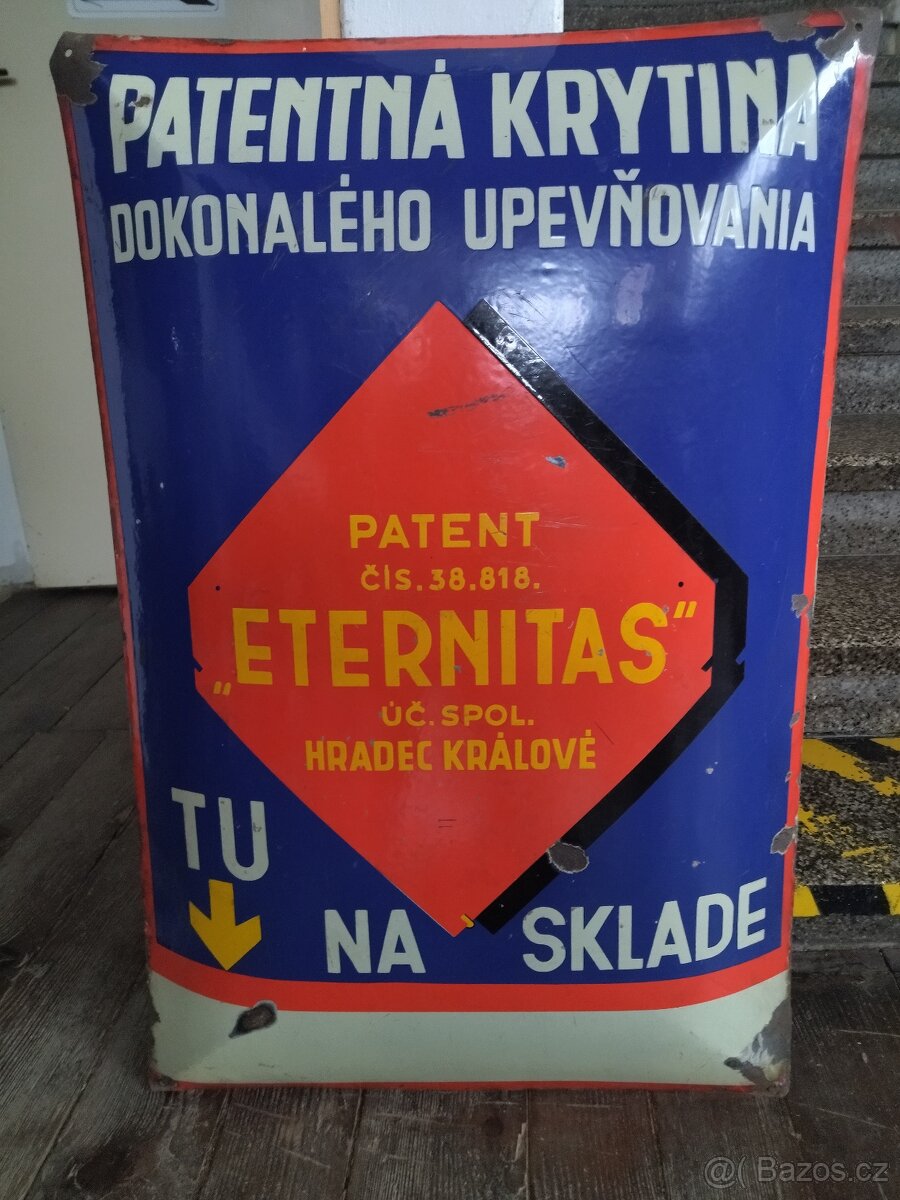 PATENTNÁ KRYTINA
DOKONALÉHO UPEVŇOVANIA
PATENT
ČÍS. 38.818.
„ETERNITAS“
ÚČ. SPOL.
HRADEC KRÁLOVÉ
TU
NA SKLADE
@( Bazos.cz